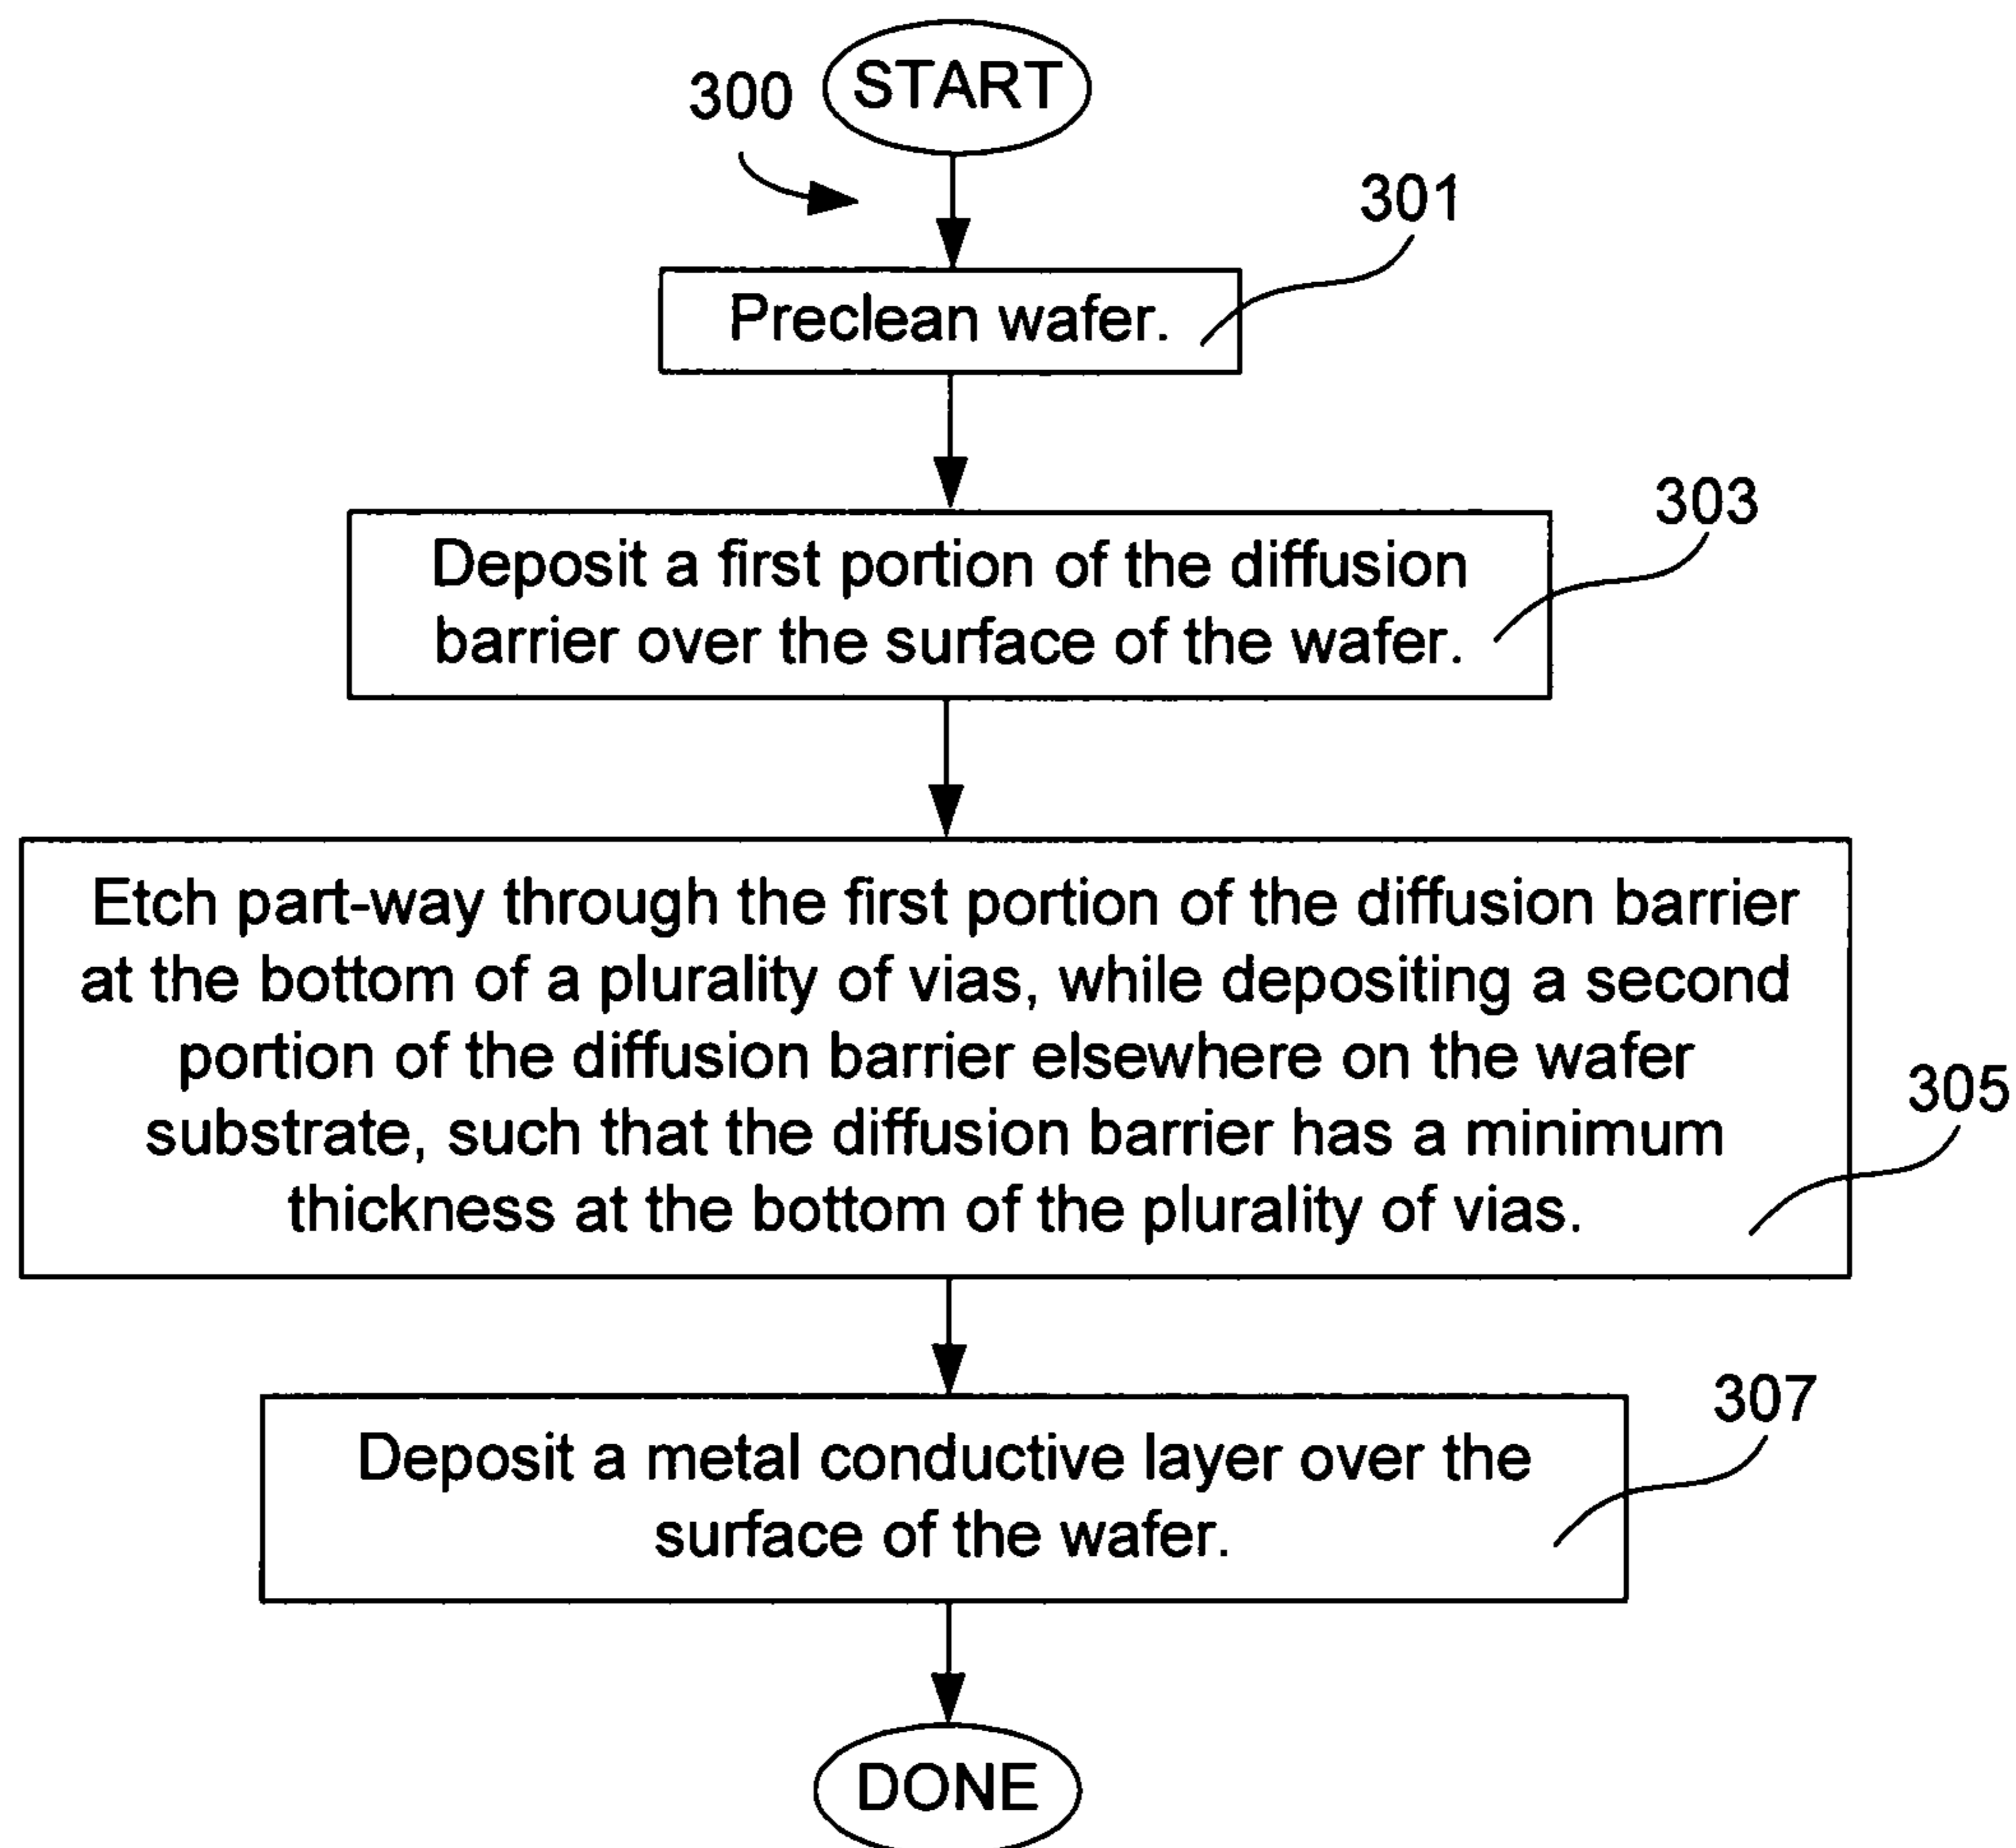 START
300
301
Preclean wafer.
303
Deposit a first portion of the diffusion
barrier over the surface of the wafer.
Etch part-way through the first portion of the diffusion barrier
at the bottom of a plurality of vias, while depositing a second
portion of the diffusion barrier elsewhere on the wafer
substrate, such that the diffusion barrier has a minimum
thickness at the bottom of the plurality of vias.
305
307
Deposit a metal conductive layer over the
surface of the wafer.
DONE